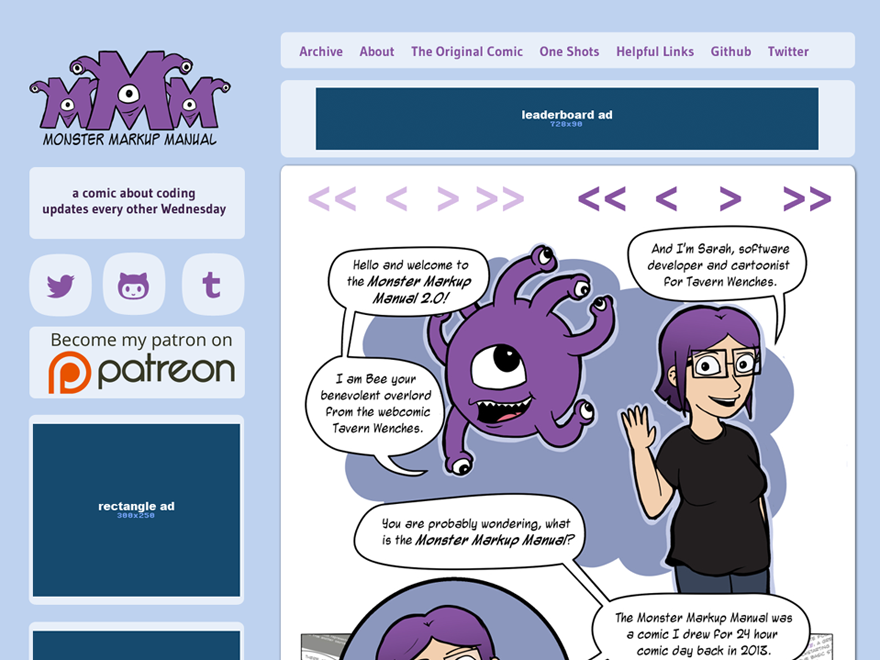 Archive About The Original Comic One Shots Helpful Links Github Twitter
MONSTER MARKUP MANUAL
leaderboard ad
728x90
a comic about coding
updates every other Wednesday
<< < > >> << < > >>
Become my patron on
patreon
rectangle ad
300x250
Hello and welcome to
the Monster Markup
Manual 2.0!
And I'm Sarah, software
developer and cartoonist
for Tavern Wenches.
I am Bee your
benevolent overlord
from the webcomic
Tavern Wenches.
You are probably wondering, what
is the Monster Markup Manual?
The Monster Markup Manual was
a comic I drew for 24 hour
comic day back in 2013.